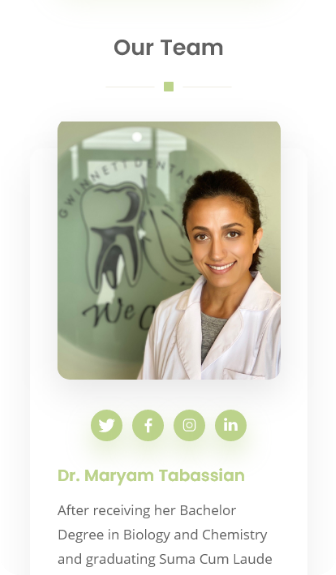 Our Team
GWINNETT DENTAL
We
Dr. Maryam Tabassian
After receiving her Bachelor
Degree in Biology and Chemistry
and graduating Suma Cum Laude